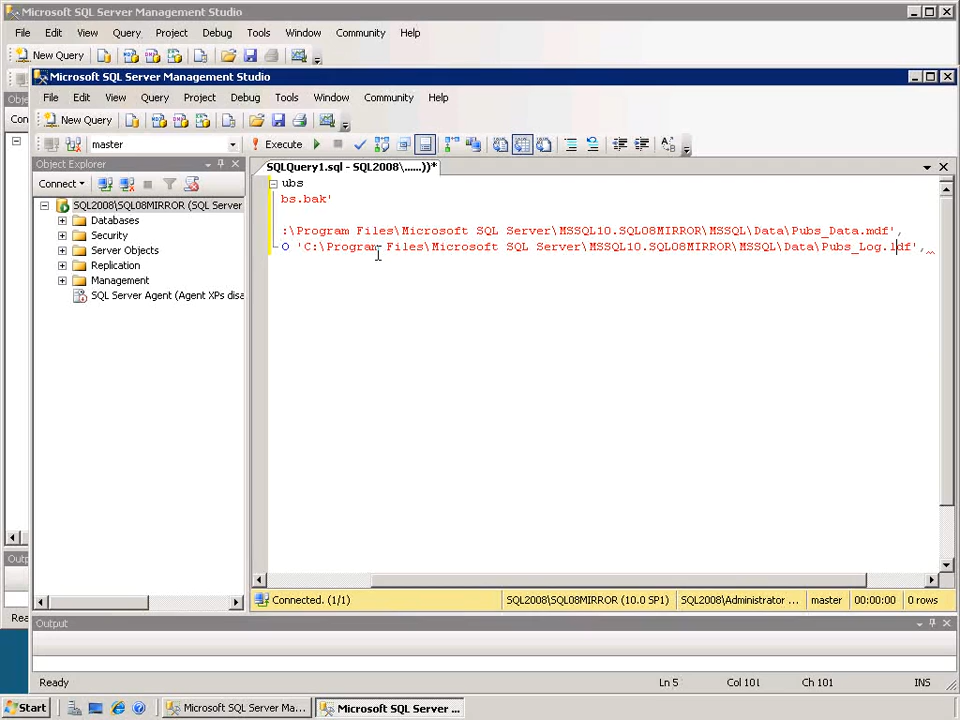 Microsoft SQL Server Management Studio
File Edit View Query Project Debug Tools Window Community Help
New Query
Microsoft SQL Server Management Studio
File Edit View Query Project Debug Tools Window Community Help
New Query
master Execute
Obje
Object Explorer
SQLQuery1.sql - SQL2008\......))*
Con
Connect
ubs
bs.bak'
SQL2008\SQL08MIRROR (SQL Server
Databases
Security
Server Objects
Replication
Management
SQL Server Agent (Agent XPs disa
:\Program Files\Microsoft SQL Server\MSSQL10.SQL08MIRROR\MSSQL\Data\Pubs_Data.mdf',
O 'C:\Program Files\Microsoft SQL Server\MSSQL10.SQL08MIRROR\MSSQL\Data\Pubs_Log.ldf',
Outp
Connected. (1/1) SQL2008\SQL08MIRROR (10.0 SP1) SQL2008\Administrator ... master 00:00:00 0 rows
Rea
Output
Ready Ln 5 Col 101 Ch 101 INS
Start Microsoft SQL Server Ma... Microsoft SQL Server ...